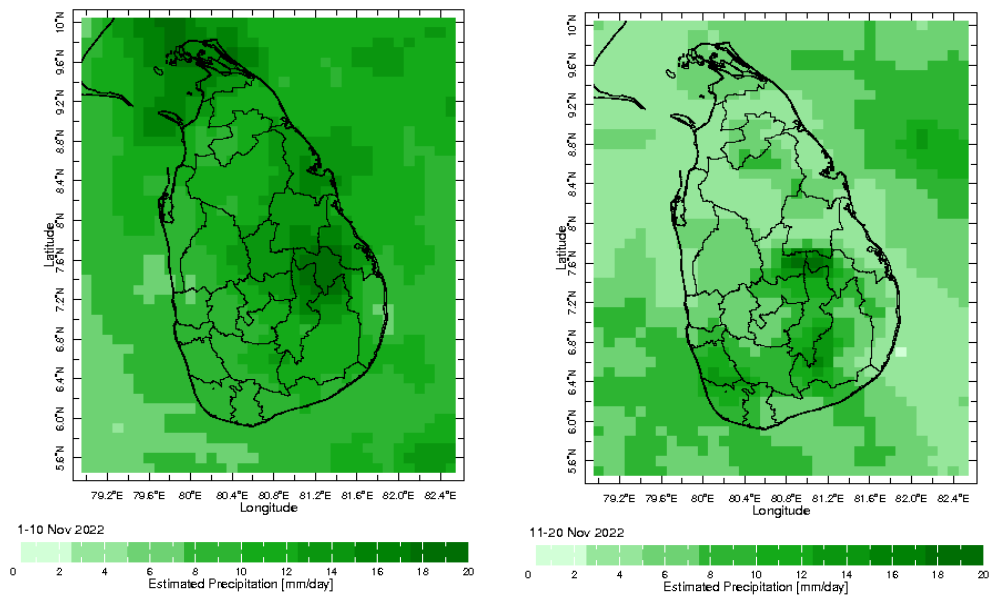 10°N
9.6°N
9.2°N
8.8°N
8.4°N
8°N
7.6°N
7.2°N
6.8°N
6.4°N
6.0°N
5.6°N
Latitude
79.2°E 79.6°E 80°E 80.4°E 80.8°E 81.2°E 81.6°E 82.0°E 82.4°E
Longitude
1-10 Nov 2022
0 2 4 6 8 10 12 14 16 18 20
Estimated Precipitation [mm/day]
10°N
9.6°N
9.2°N
8.8°N
8.4°N
8°N
7.6°N
7.2°N
6.8°N
6.4°N
6.0°N
5.6°N
Latitude
79.2°E 79.6°E 80°E 80.4°E 80.8°E 81.2°E 81.6°E 82.0°E 82.4°E
Longitude
11-20 Nov 2022
0 2 4 6 8 10 12 14 16 18 20
Estimated Precipitation [mm/day]